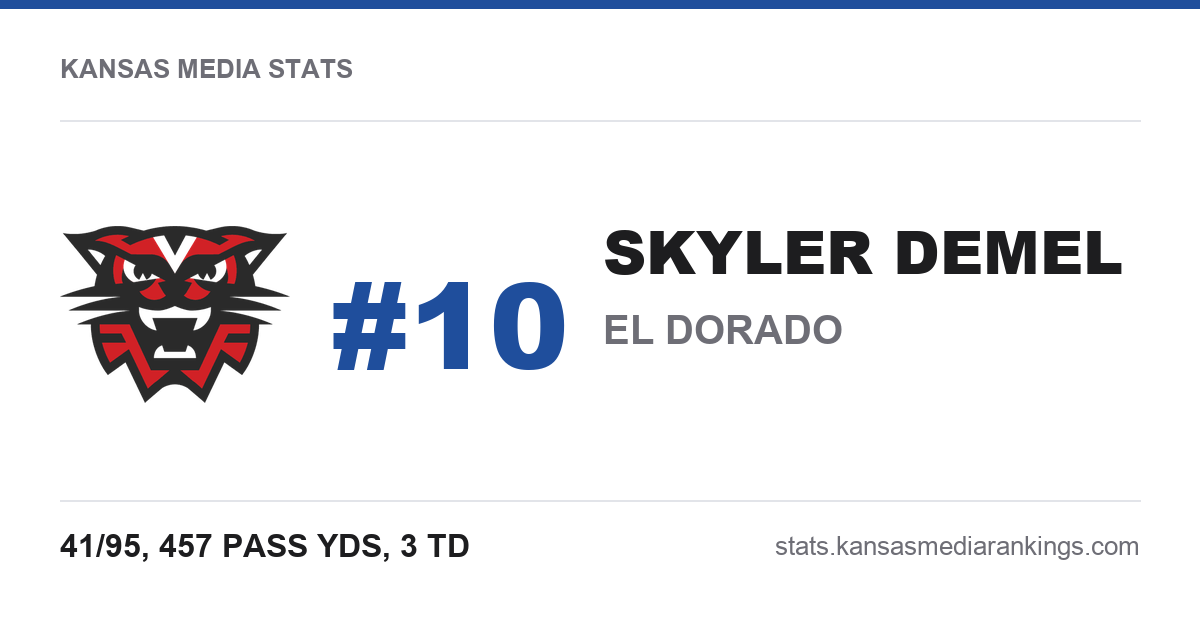 KANSAS MEDIA STATS
#10
SKYLER DEMEL
EL DORADO
41/95, 457 PASS YDS, 3 TD
stats.kansasmediarankings.com